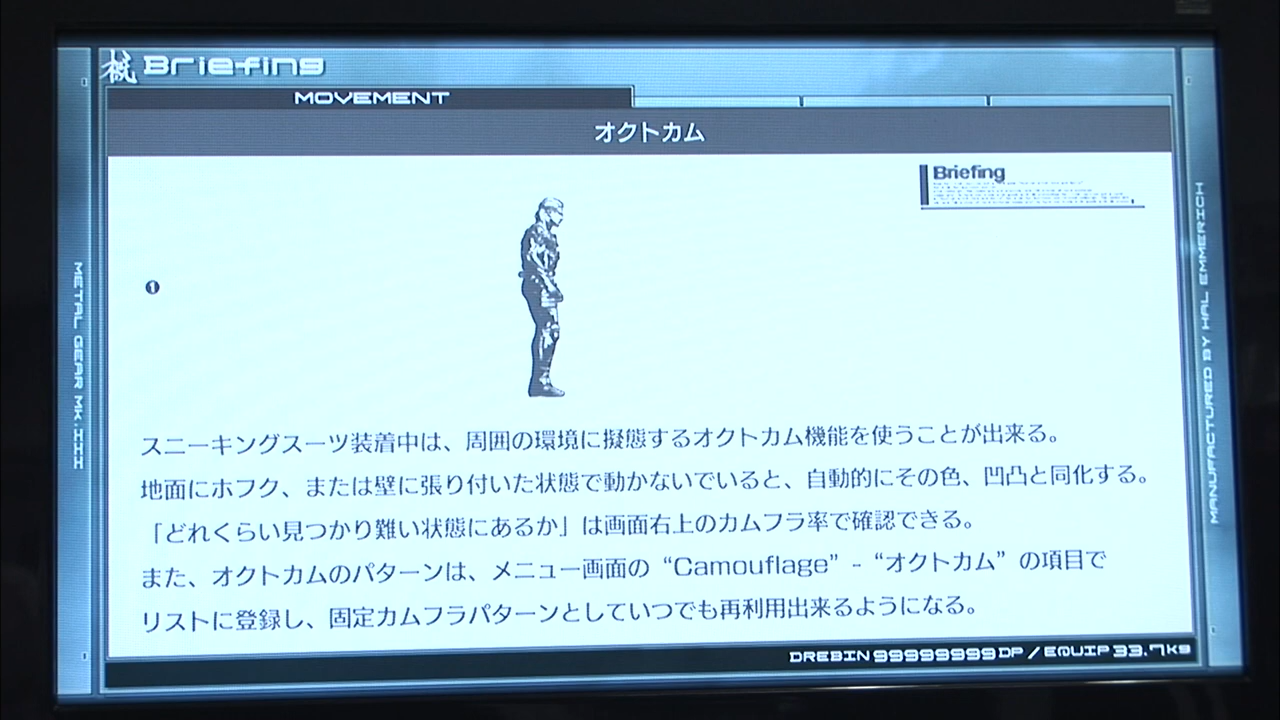 械 Briefing
MOVEMENT
オクトカム
Briefing
❶
METAL GEAR MK.III
MANUFACTURED BY HAL EMMERICH
スニーキングスーツ装着中は、周囲の環境に擬態するオクトカム機能を使うことが出来る。
地面にホフク、または壁に張り付いた状態で動かないでいると、自動的にその色、凹凸と同化する。
「どれくらい見つかり難い状態にあるか」は画面右上のカムフラ率で確認できる。
また、オクトカムのパターンは、メニュー画面の “Camouflage” - “オクトカム” の項目で
リストに登録し、固定カムフラパターンとしていつでも再利用出来るようになる。
DREBIN 99999999 DP / EQUIP 33.7kg